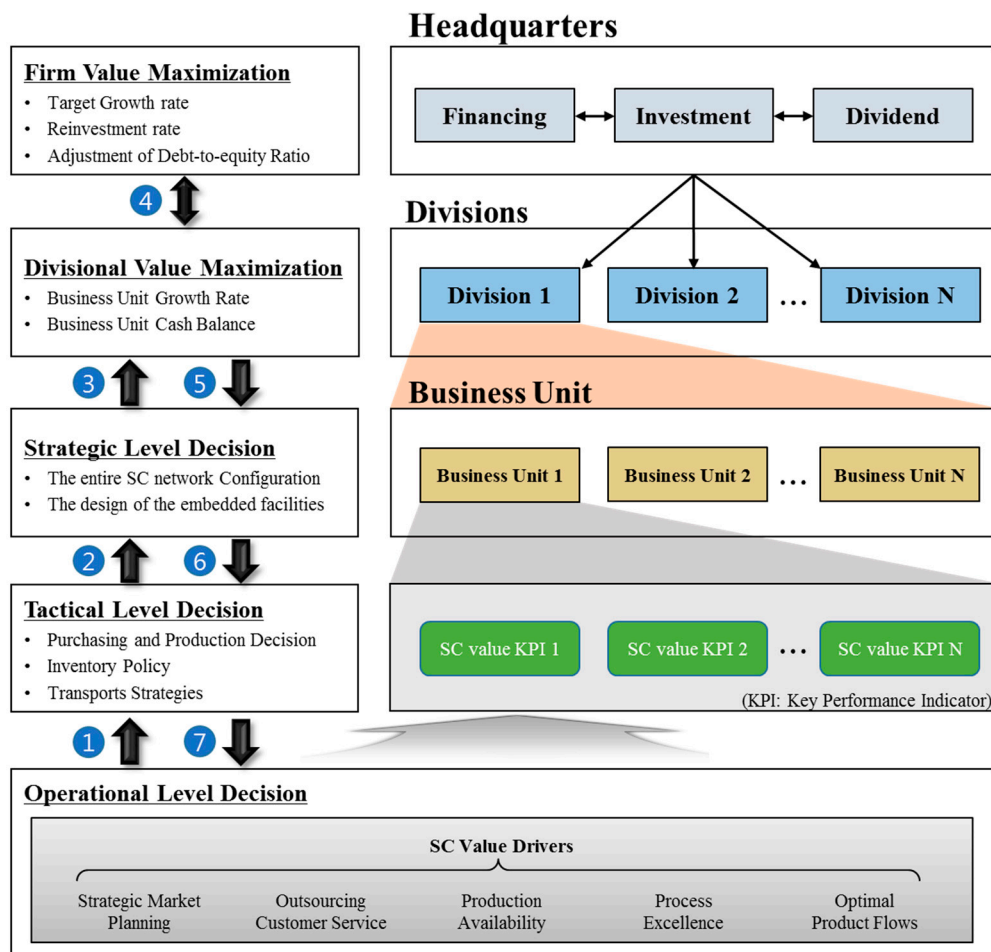 Headquarters
Firm Value Maximization
• Target Growth rate
• Reinvestment rate
• Adjustment of Debt-to-equity Ratio
Financing
Investment
Dividend
4
Divisions
Divisional Value Maximization
• Business Unit Growth Rate
• Business Unit Cash Balance
Division 1
Division 2
...
Division N
3
5
Business Unit
Strategic Level Decision
• The entire SC network Configuration
• The design of the embedded facilities
Business Unit 1
Business Unit 2
...
Business Unit N
2
6
Tactical Level Decision
• Purchasing and Production Decision
• Inventory Policy
• Transports Strategies
SC value KPI 1
SC value KPI 2
...
SC value KPI N
(KPI: Key Performance Indicator)
1
7
Operational Level Decision
SC Value Drivers
Strategic Market
Planning
Outsourcing
Customer Service
Production
Availability
Process
Excellence
Optimal
Product Flows